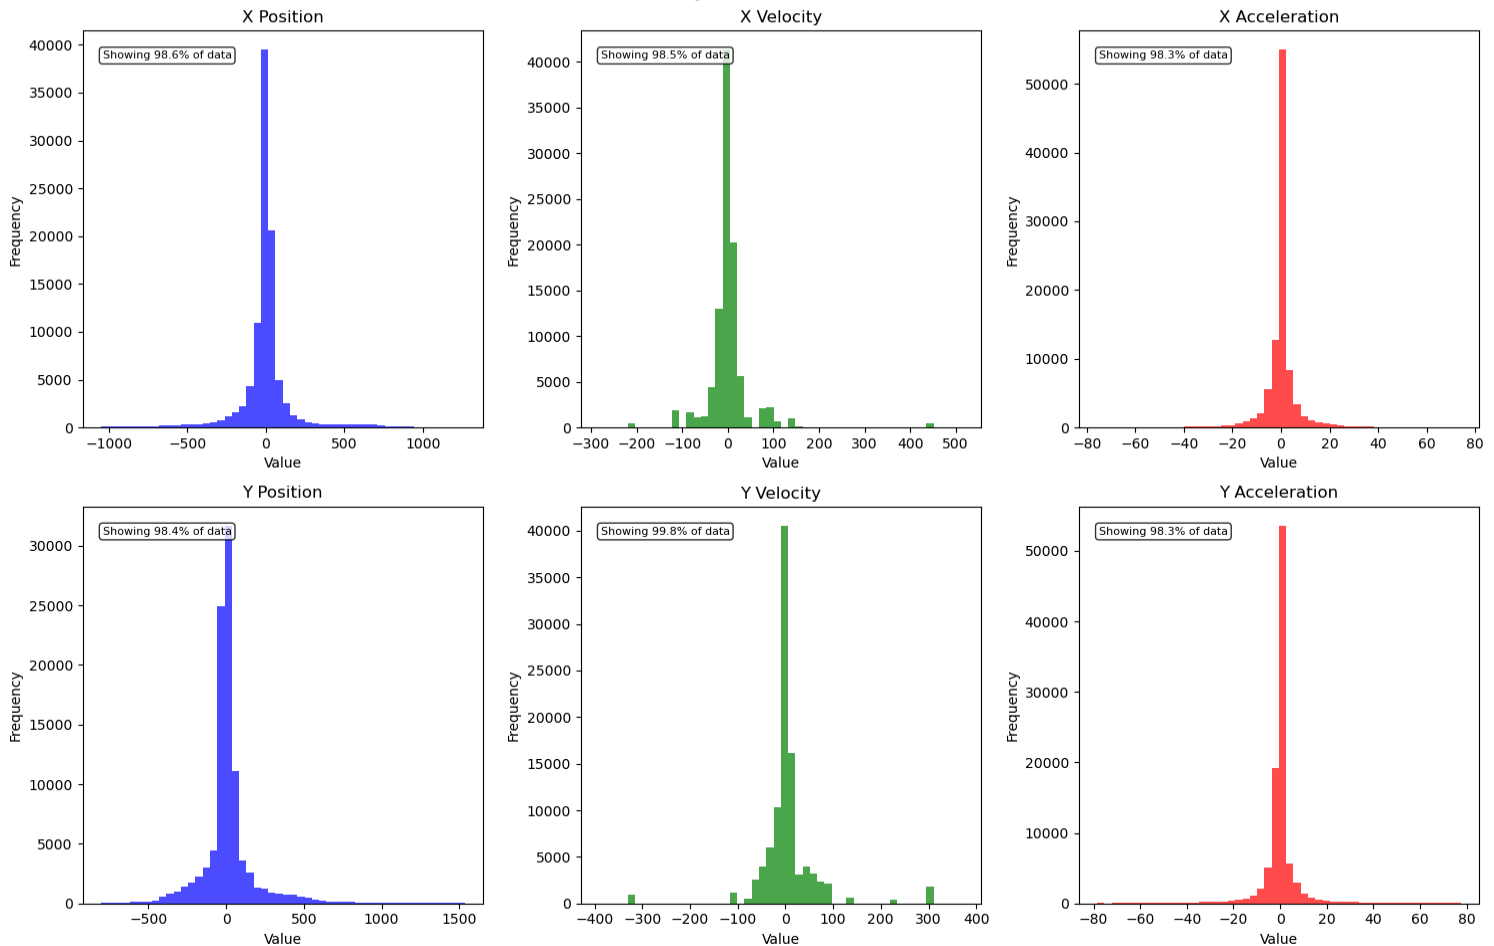 X Position
X Velocity
X Acceleration
Showing 98.6% of data
Showing 98.5% of data
Showing 98.3% of data
Frequency
Frequency
Frequency
40000
35000
30000
25000
20000
15000
10000
5000
0
40000
35000
30000
25000
20000
15000
10000
5000
0
50000
40000
30000
20000
10000
0
−1000 −500 0 500 1000
−300 −200 −100 0 100 200 300 400 500
−80 −60 −40 −20 0 20 40 60 80
Value
Value
Value
Y Position
Y Velocity
Y Acceleration
Showing 98.4% of data
Showing 99.8% of data
Showing 98.3% of data
Frequency
Frequency
Frequency
30000
25000
20000
15000
10000
5000
0
40000
35000
30000
25000
20000
15000
10000
5000
0
50000
40000
30000
20000
10000
0
−500 0 500 1000 1500
−400 −300 −200 −100 0 100 200 300 400
−80 −60 −40 −20 0 20 40 60 80
Value
Value
Value